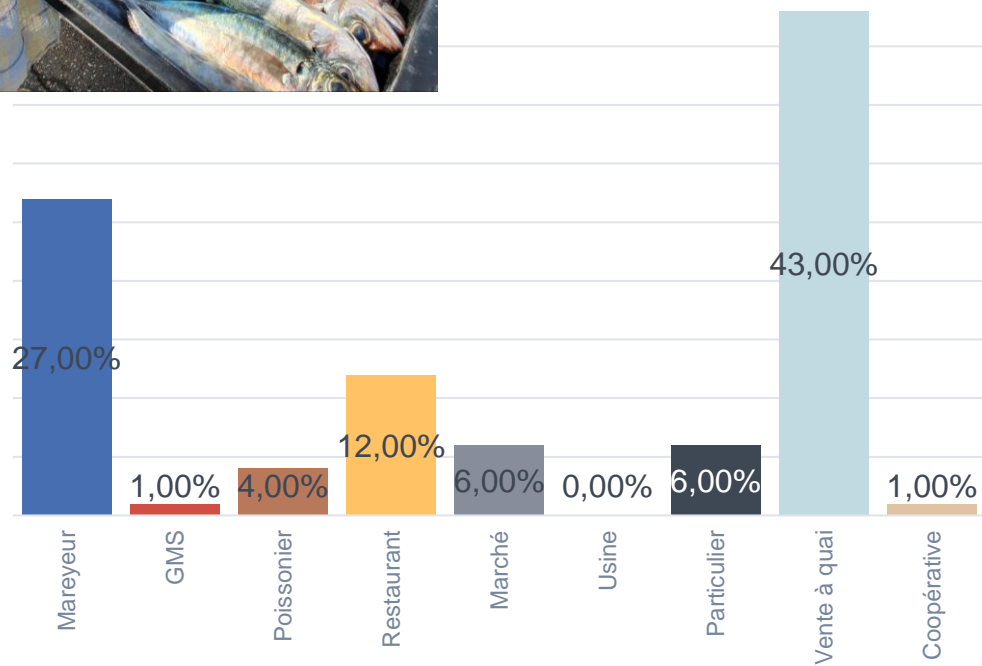 43,00%
27,00%
12,00%
1,00% 4,00% 6,00% 0,00% 6,00% 1,00%
Mareyeur
GMS
Poissonier
Restaurant
Marché
Usine
Particulier
Vente à quai
Coopérative